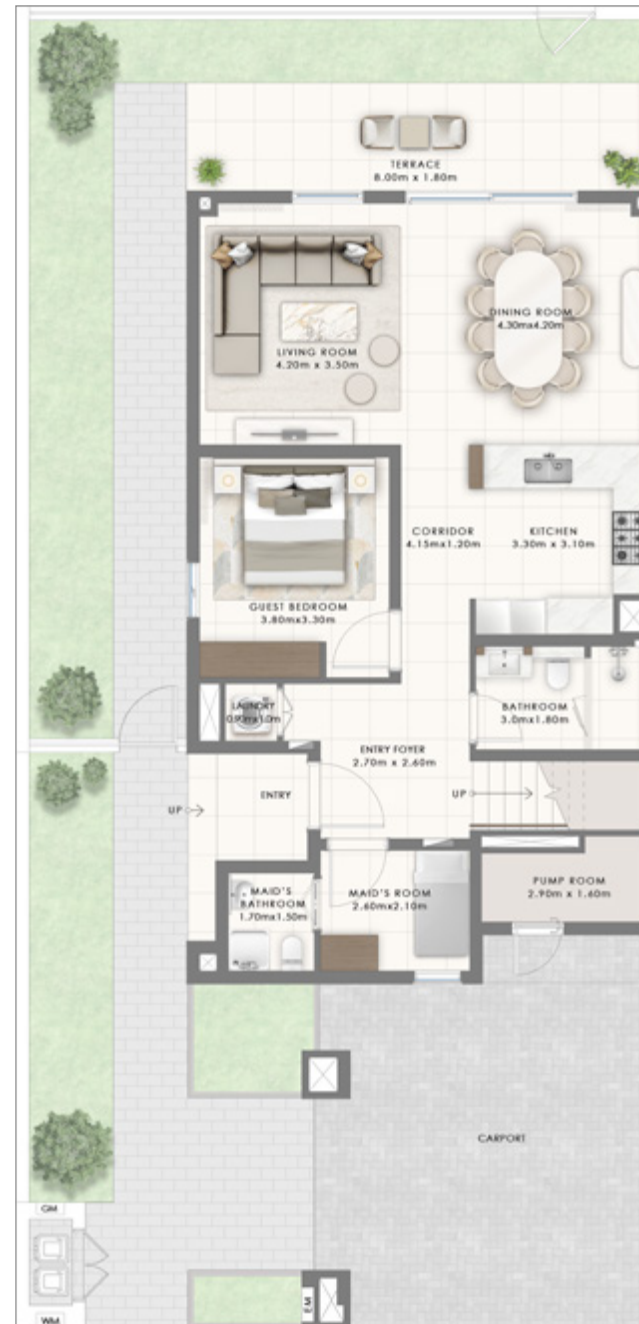 TERRACE
8.00m x 1.80m
DINING ROOM
4.30mx4.20m
LIVING ROOM
4.20m x 3.50m
CORRIDOR
4.15mx1.20m
KITCHEN
3.30m x 3.10m
GUEST BEDROOM
3.80mx3.30m
LAUNDRY
0.90mx1.0m
BATHROOM
3.0mx1.80m
ENTRY FOYER
2.70m x 2.60m
ENTRY
UP
UP
MAID'S
BATHROOM
1.70mx1.50m
MAID'S ROOM
2.60mx2.10m
PUMP ROOM
2.90m x 1.60m
CARPORT
GM
WM
EM